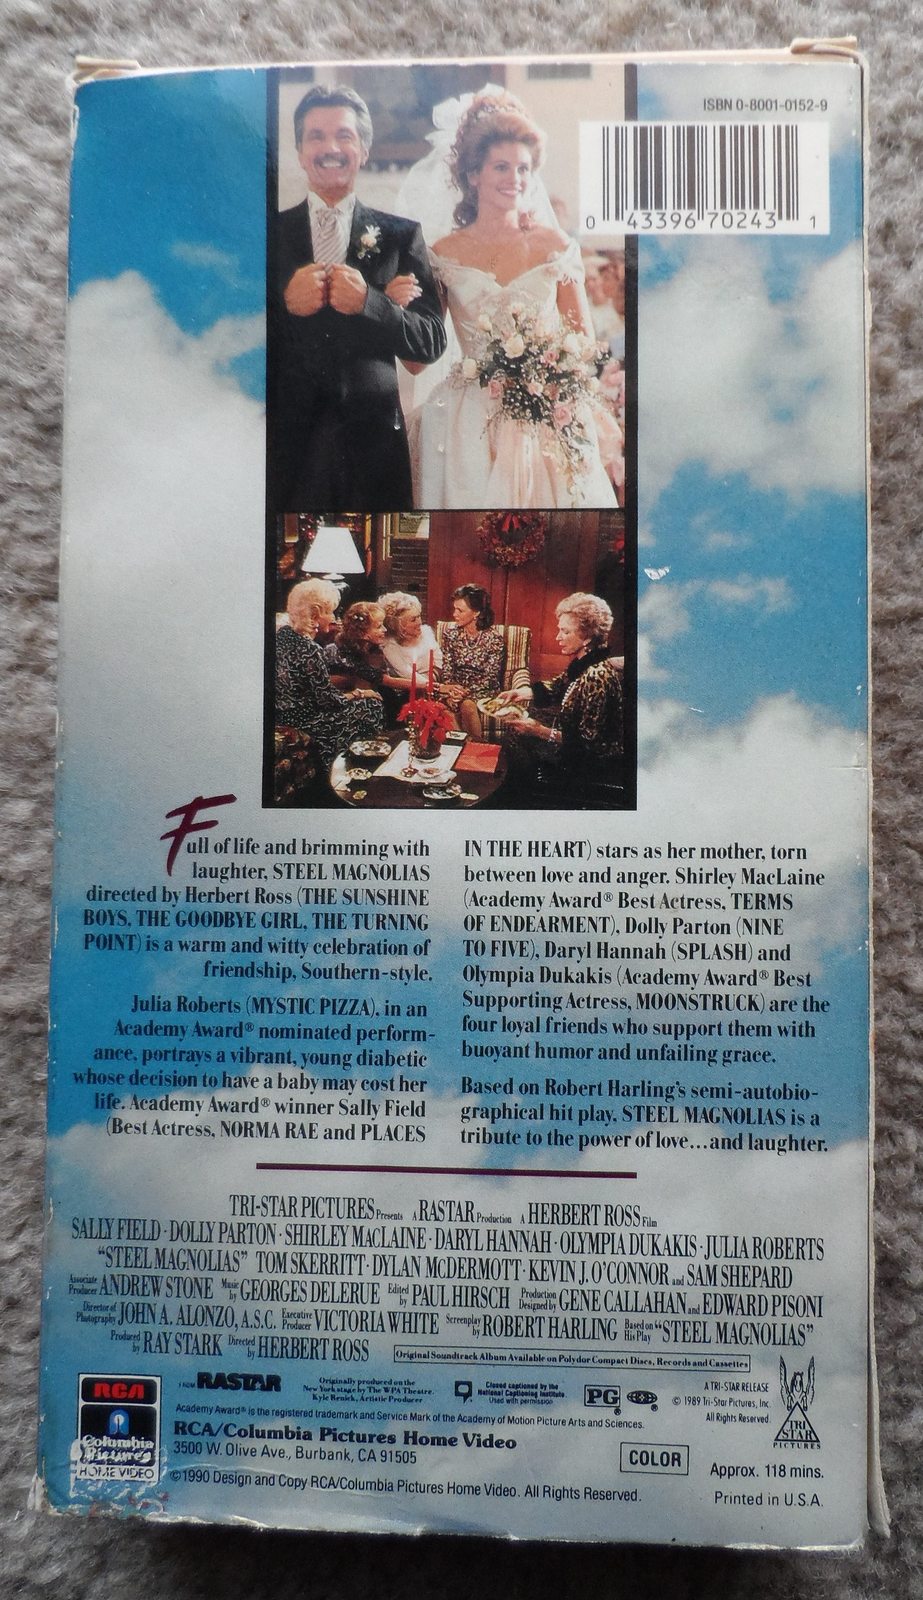 ISBN 0-8001-0152-9
0 43396 70243 1
Full of life and brimming with
laughter, STEEL MAGNOLIAS
directed by Herbert Ross (THE SUNSHINE
BOYS, THE GOODBYE GIRL, THE TURNING
POINT) is a warm and witty celebration of
friendship, Southern-style.
Julia Roberts (MYSTIC PIZZA), in an
Academy Award® nominated perform-
ance, portrays a vibrant, young diabetic
whose decision to have a baby may cost her
life. Academy Award® winner Sally Field
(Best Actress, NORMA RAE and PLACES
IN THE HEART) stars as her mother, torn
between love and anger. Shirley MacLaine
(Academy Award® Best Actress, TERMS
OF ENDEARMENT), Dolly Parton (NINE
TO FIVE), Daryl Hannah (SPLASH) and
Olympia Dukakis (Academy Award® Best
Supporting Actress, MOONSTRUCK) are the
four loyal friends who support them with
buoyant humor and unfailing grace.
Based on Robert Harling's semi-autobio-
graphical hit play, STEEL MAGNOLIAS is a
tribute to the power of love...and laughter.
TRI-STAR PICTURES Presents A RASTAR Production A HERBERT ROSS Film
SALLY FIELD · DOLLY PARTON · SHIRLEY MACLAINE · DARYL HANNAH · OLYMPIA DUKAKIS · JULIA ROBERTS
"STEEL MAGNOLIAS" TOM SKERRITT · DYLAN McDERMOTT · KEVIN J. O'CONNOR and SAM SHEPARD
Associate Producer ANDREW STONE Music by GEORGES DELERUE Edited by PAUL HIRSCH Production Designed by GENE CALLAHAN and EDWARD PISONI
Director of Photography JOHN A. ALONZO, A.S.C. Executive Producer VICTORIA WHITE Screenplay by ROBERT HARLING Based on His Play "STEEL MAGNOLIAS"
Produced by RAY STARK Directed by HERBERT ROSS
Original Soundtrack Album Available on Polydor Compact Discs, Records and Cassettes
RCA
Columbia
Pictures
HOME VIDEO
FROM RASTAR
Originally produced on the
New York stage by The WPA Theatre.
Kyle Renick, Artistic Producer
Closed captioned by the
National Captioning Institute.
Used with permission
PG
A TRI-STAR RELEASE
© 1989 Tri-Star Pictures, Inc.
All Rights Reserved.
TRI
STAR
PICTURES
Academy Award® is the registered trademark and Service Mark of the Academy of Motion Picture Arts and Sciences.
RCA/Columbia Pictures Home Video
3500 W. Olive Ave., Burbank, CA 91505
COLOR
Approx. 118 mins.
©1990 Design and Copy RCA/Columbia Pictures Home Video. All Rights Reserved.
Printed in U.S.A.